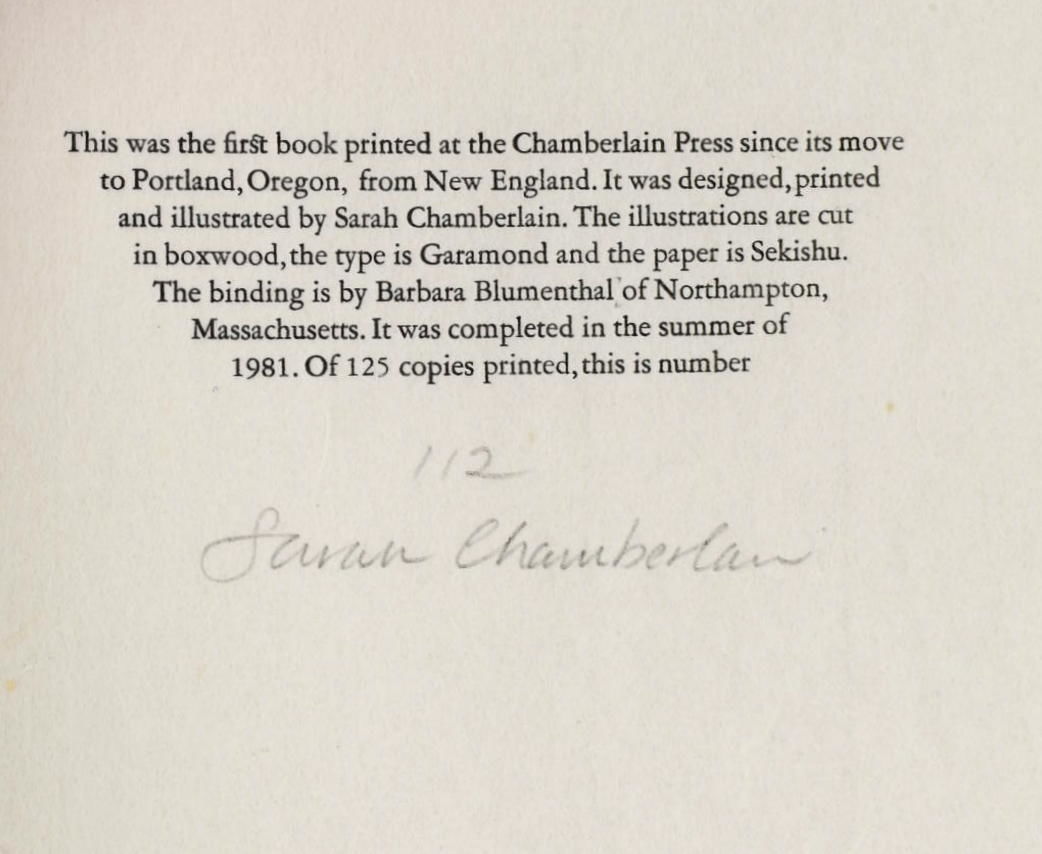 This was the first book printed at the Chamberlain Press since its move
to Portland, Oregon, from New England. It was designed, printed
and illustrated by Sarah Chamberlain. The illustrations are cut
in boxwood, the type is Garamond and the paper is Sekishu.
The binding is by Barbara Blumenthal of Northampton,
Massachusetts. It was completed in the summer of
1981. Of 125 copies printed, this is number
112
Sarah Chamberlain